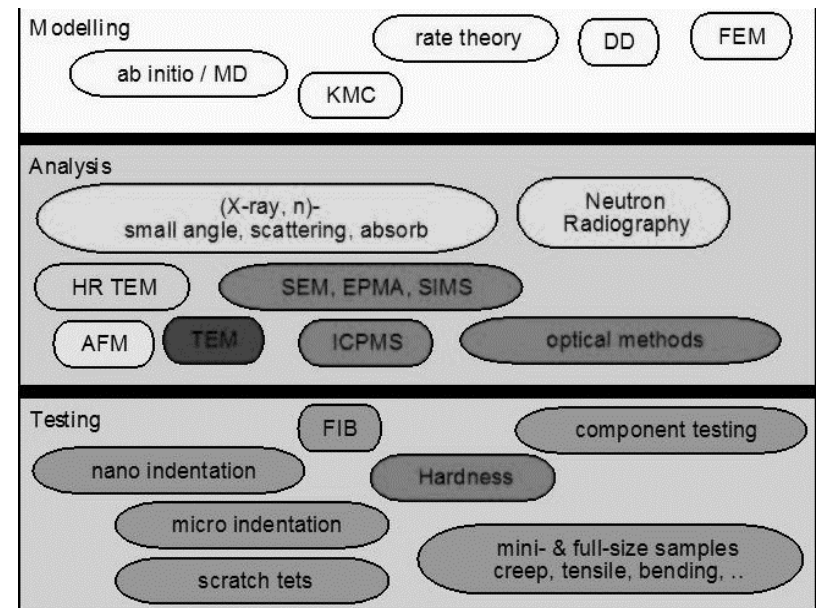 Modelling
rate theory
DD
FEM
ab initio / MD
KMC
Analysis
(X-ray, n)-
small angle, scattering, absorb
Neutron
Radiography
HR TEM
SEM, EPMA, SIMS
AFM
TEM
ICPMS
optical methods
Testing
FIB
component testing
nano indentation
Hardness
micro indentation
mini- & full-size samples
creep, tensile, bending, ..
scratch tets